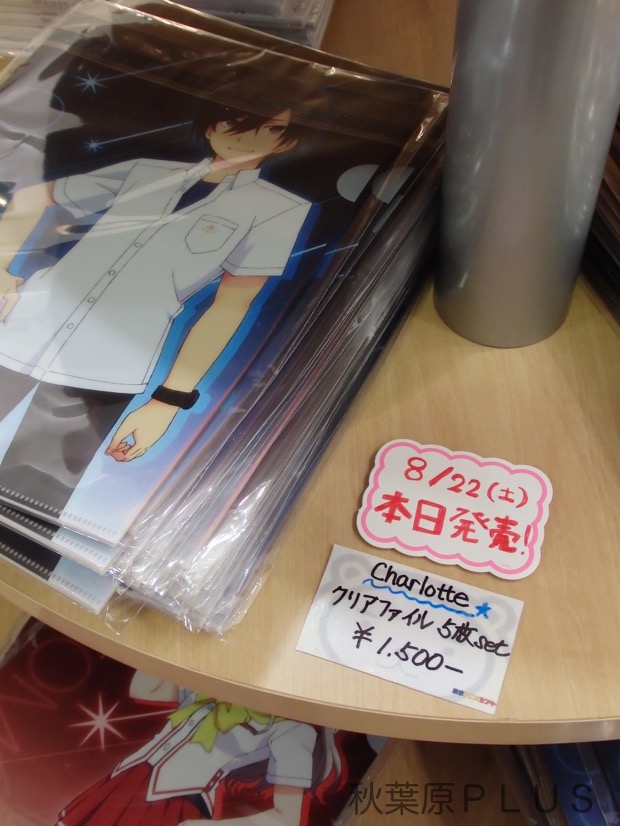 8/22(土)
本日発売!
Charlotte
クリアファイル 5枚set
¥1.500-
秋葉原PLUS